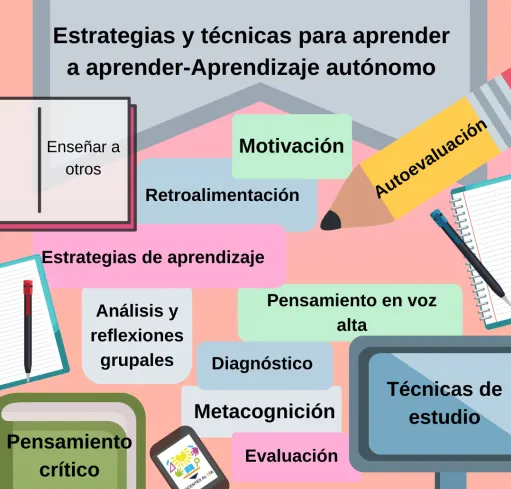 Estrategias y técnicas para aprender
a aprender-Aprendizaje autónomo
Enseñar a
otros
Motivación
Autoevaluación
Retroalimentación
Estrategias de aprendizaje
Análisis y
reflexiones
grupales
Pensamiento en voz
alta
Diagnóstico
Técnicas de
estudio
Metacognición
Pensamiento
crítico
Evaluación